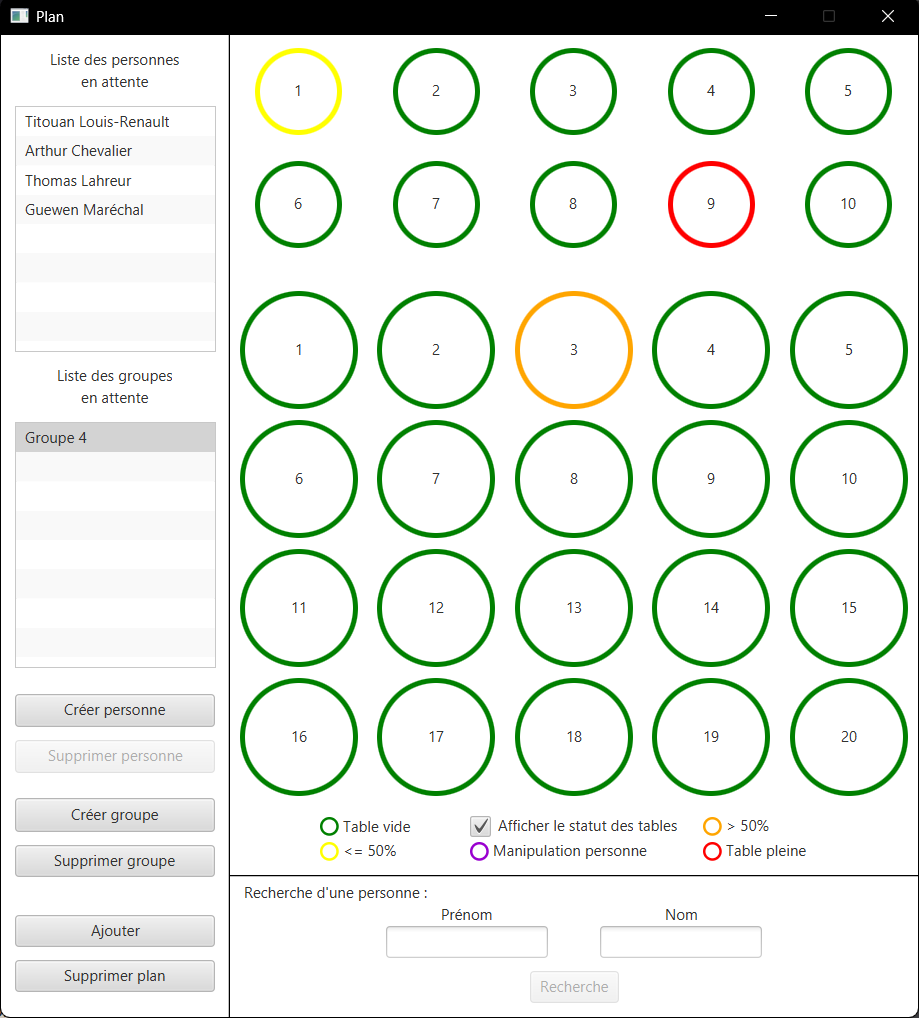 Plan
Liste des personnes
en attente
Titouan Louis-Renault
Arthur Chevalier
Thomas Lahreur
Guewen Maréchal
Liste des groupes
en attente
Groupe 4
Créer personne
Supprimer personne
Créer groupe
Supprimer groupe
Ajouter
Supprimer plan
1 2 3 4 5
6 7 8 9 10
1 2 3 4 5
6 7 8 9 10
11 12 13 14 15
16 17 18 19 20
Table vide Afficher le statut des tables > 50%
<= 50% Manipulation personne Table pleine
Recherche d'une personne :
Prénom Nom
Recherche